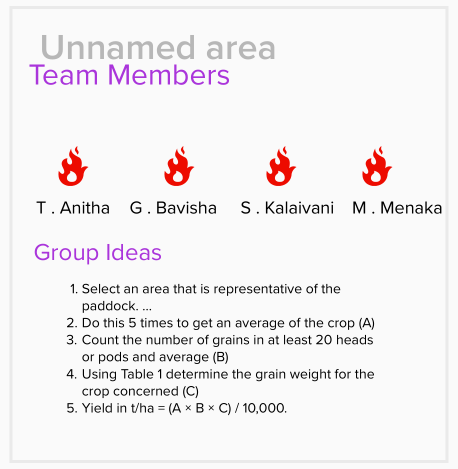 Unnamed area
Team Members
T . Anitha G . Bavisha S . Kalaivani M . Menaka
Group Ideas
1. Select an area that is representative of the
paddock. ...
2. Do this 5 times to get an average of the crop (A)
3. Count the number of grains in at least 20 heads
or pods and average (B)
4. Using Table 1 determine the grain weight for the
crop concerned (C)
5. Yield in t/ha = (A × B × C) / 10,000.